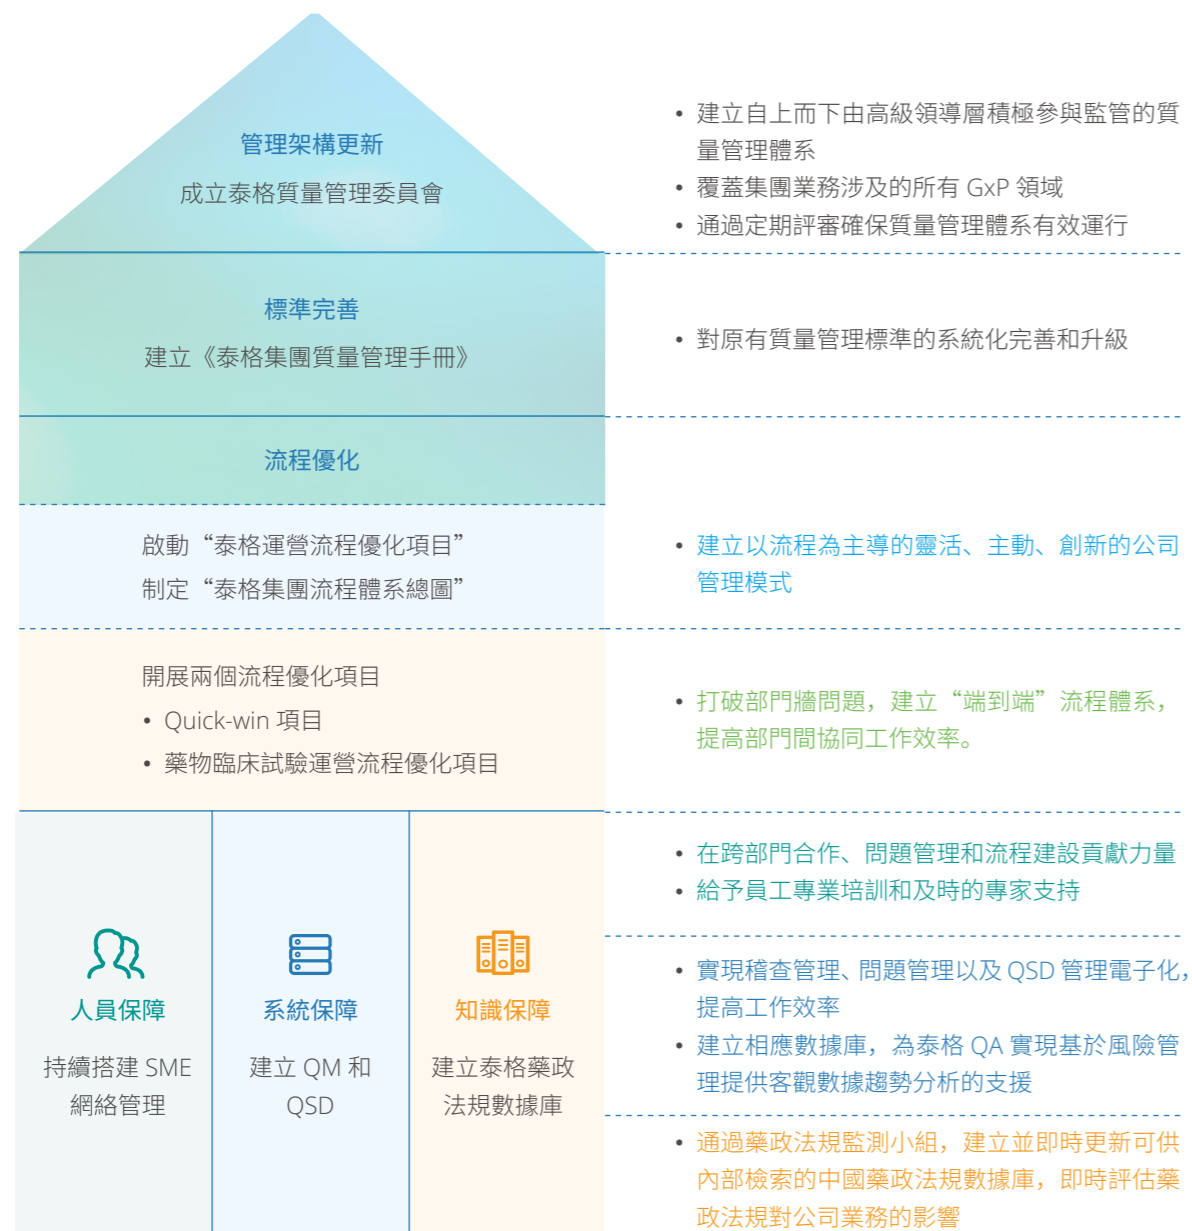 管理架構更新
成立泰格質量管理委員會
• 建立自上而下由高級領導層積極參與監管的質
量管理體系
• 覆蓋集團業務涉及的所有 GxP 領域
• 通過定期評審確保質量管理體系有效運行
標準完善
建立《泰格集團質量管理手冊》
• 對原有質量管理標準的系統化完善和升級
流程優化
啟動“泰格運營流程優化項目”
制定“泰格集團流程體系總圖”
• 建立以流程為主導的靈活、主動、創新的公司
管理模式
開展兩個流程優化項目
• Quick-win 項目
• 藥物臨床試驗運營流程優化項目
• 打破部門牆問題，建立“端到端”流程體系，
提高部門間協同工作效率。
人員保障
持續搭建 SME
網絡管理
系統保障
建立 QM 和
QSD
知識保障
建立泰格藥政
法規數據庫
• 在跨部門合作、問題管理和流程建設貢獻力量
• 給予員工專業培訓和及時的專家支持
• 實現稽查管理、問題管理以及 QSD 管理電子化，
提高工作效率
• 建立相應數據庫，為泰格 QA 實現基於風險管
理提供客觀數據趨勢分析的支援
• 通過藥政法規監測小組，建立並即時更新可供
內部檢索的中國藥政法規數據庫，即時評估藥
政法規對公司業務的影響